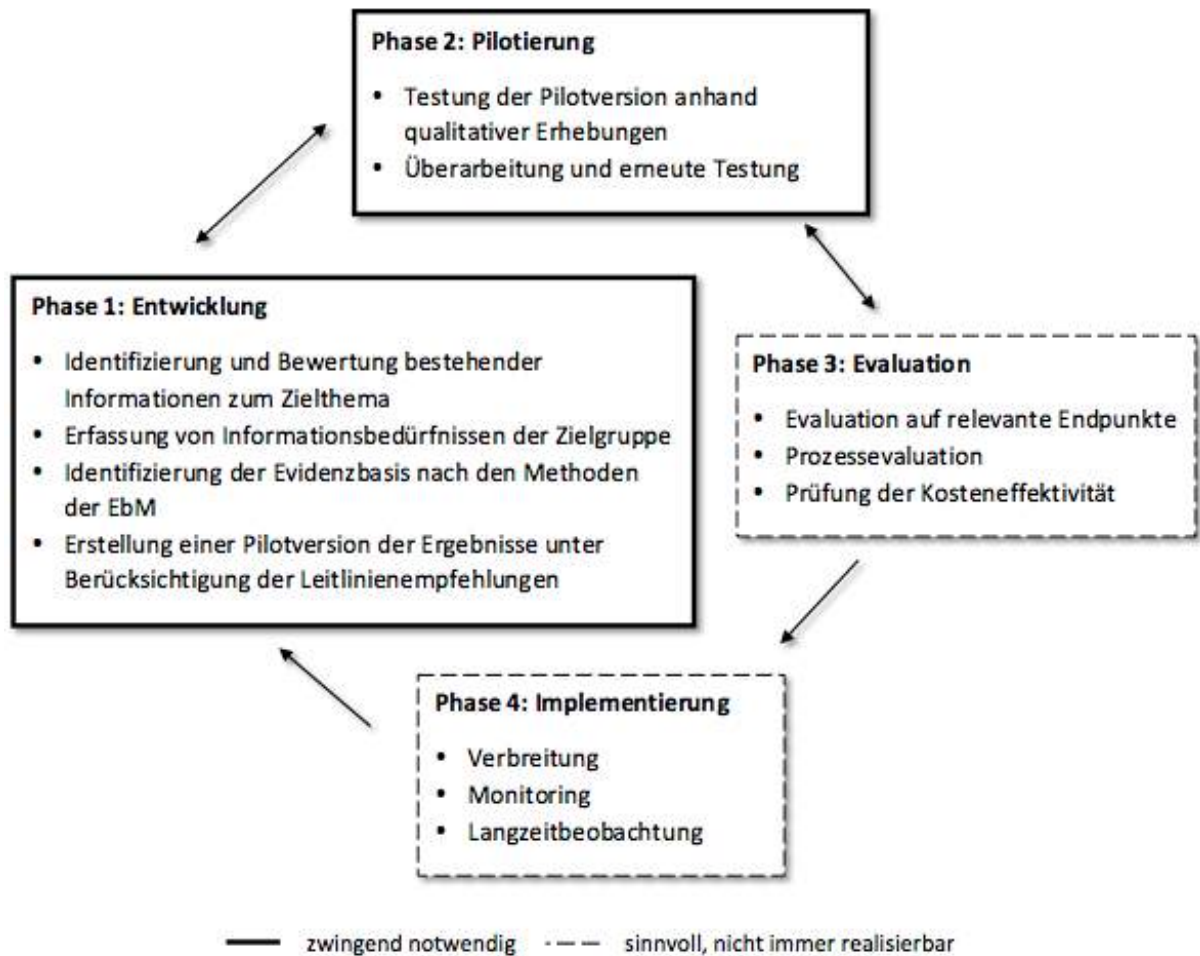 Phase 2: Pilotierung
• Testung der Pilotversion anhand
qualitativer Erhebungen
• Überarbeitung und erneute Testung
Phase 1: Entwicklung
• Identifizierung und Bewertung bestehender
Informationen zum Zielthema
• Erfassung von Informationsbedürfnissen der Zielgruppe
• Identifizierung der Evidenzbasis nach den Methoden
der EbM
• Erstellung einer Pilotversion der Ergebnisse unter
Berücksichtigung der Leitlinienempfehlungen
Phase 3: Evaluation
• Evaluation auf relevante Endpunkte
• Prozessevaluation
• Prüfung der Kosteneffektivität
Phase 4: Implementierung
• Verbreitung
• Monitoring
• Langzeitbeobachtung
zwingend notwendig
sinnvoll, nicht immer realisierbar